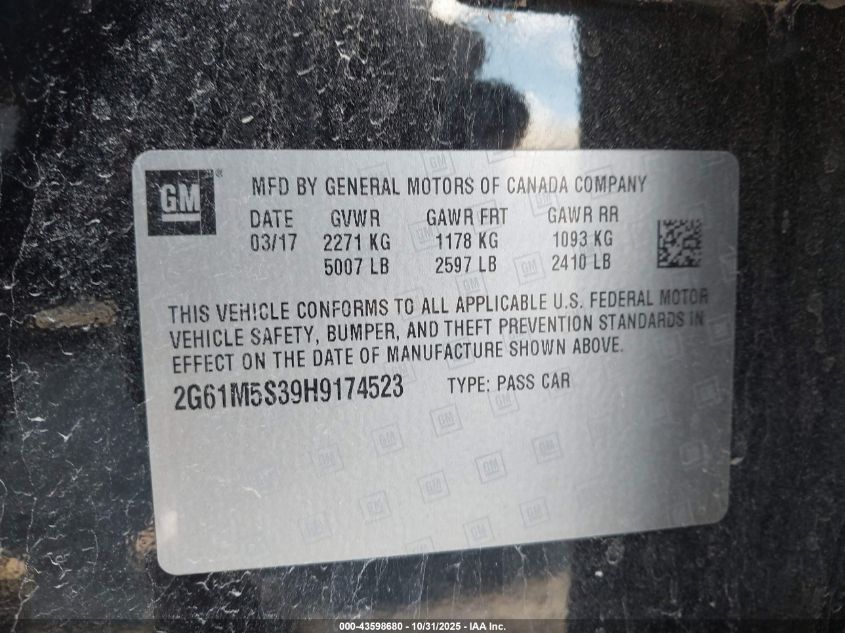 GM ®
MFD BY GENERAL MOTORS OF CANADA COMPANY
DATE GVWR GAWR FRT GAWR RR
03/17 2271 KG 1178 KG 1093 KG
5007 LB 2597 LB 2410 LB
THIS VEHICLE CONFORMS TO ALL APPLICABLE U.S. FEDERAL MOTOR
VEHICLE SAFETY, BUMPER, AND THEFT PREVENTION STANDARDS IN
EFFECT ON THE DATE OF MANUFACTURE SHOWN ABOVE.
2G61M5S39H9174523 TYPE: PASS CAR
000-43598680 - 10/31/2025 - IAA Inc.